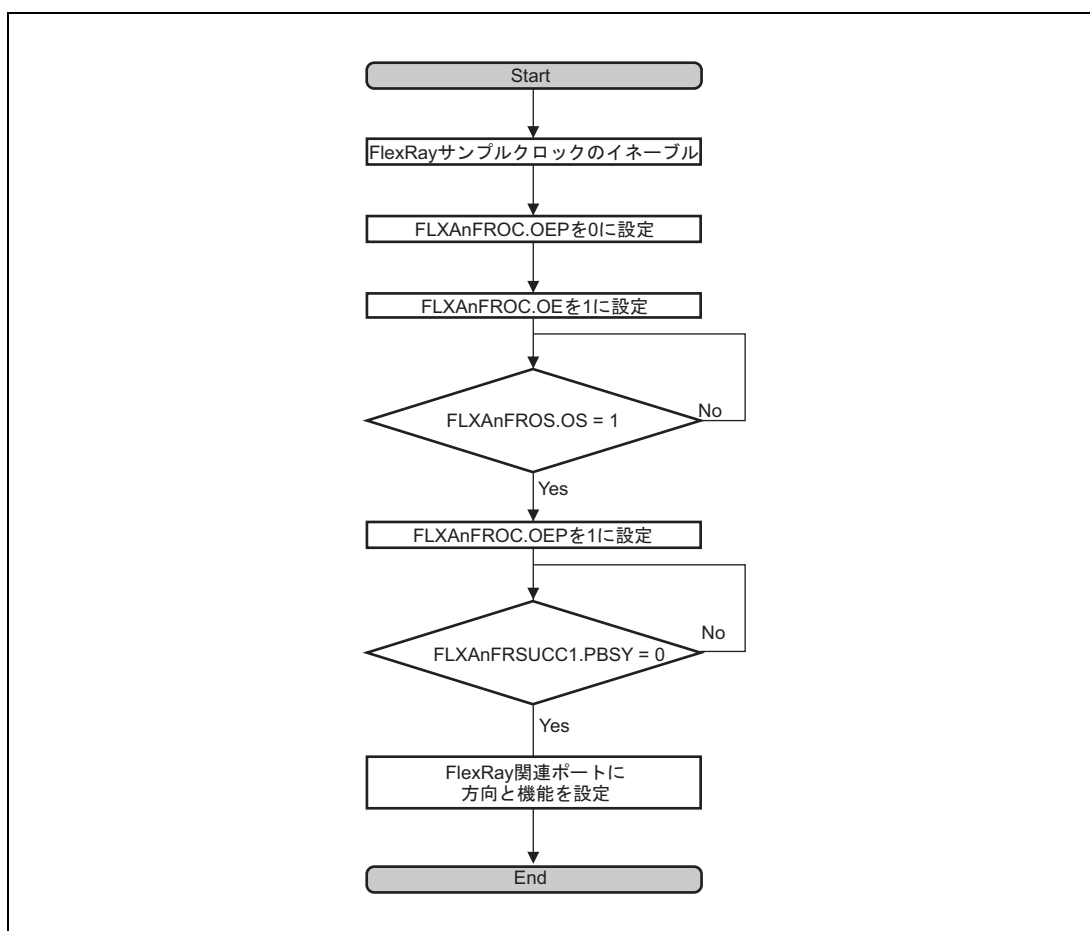 Start
FlexRayサンプルクロックのイネーブル
FLXAnFROC.OEPを0に設定
FLXAnFROC.OEを1に設定
FLXAnFROS.OS = 1
No
Yes
FLXAnFROC.OEPを1に設定
FLXAnFRSUCC1.PBSY = 0
No
Yes
FlexRay関連ポートに
方向と機能を設定
End